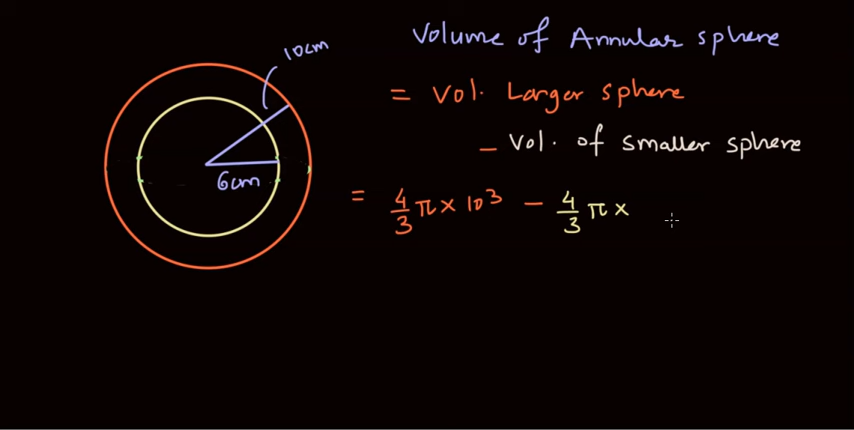 Volume of Annular sphere
10cm
= Vol. Larger sphere
- Vol. of smaller sphere
6cm
= 4/3 π × 10³ - 4/3 π ×